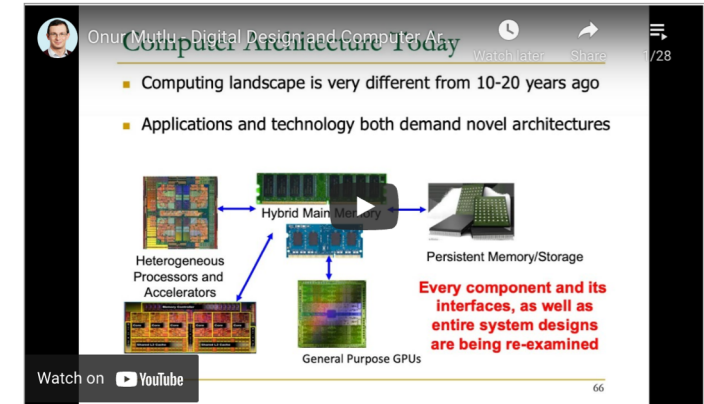 Onur Mutlu - Digital Design and Computer Ar...
Computer Architecture Today
Watch later
Share
1/28
Computing landscape is very different from 10-20 years ago
Applications and technology both demand novel architectures
Hybrid Main Memory
Heterogeneous
Processors and
Accelerators
Persistent Memory/Storage
Every component and its
interfaces, as well as
entire system designs
are being re-examined
General Purpose GPUs
Watch on YouTube
66